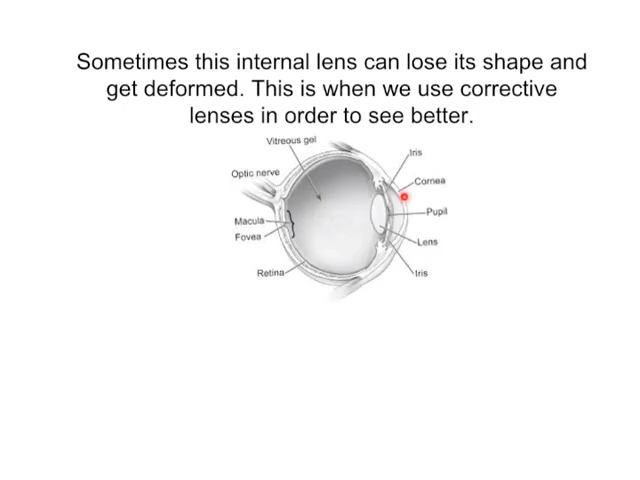 Sometimes this internal lens can lose its shape and
get deformed. This is when we use corrective
lenses in order to see better.
Vitreous gel
Iris
Optic nerve
Cornea
Pupil
Macula
Fovea
Lens
Retina
Iris